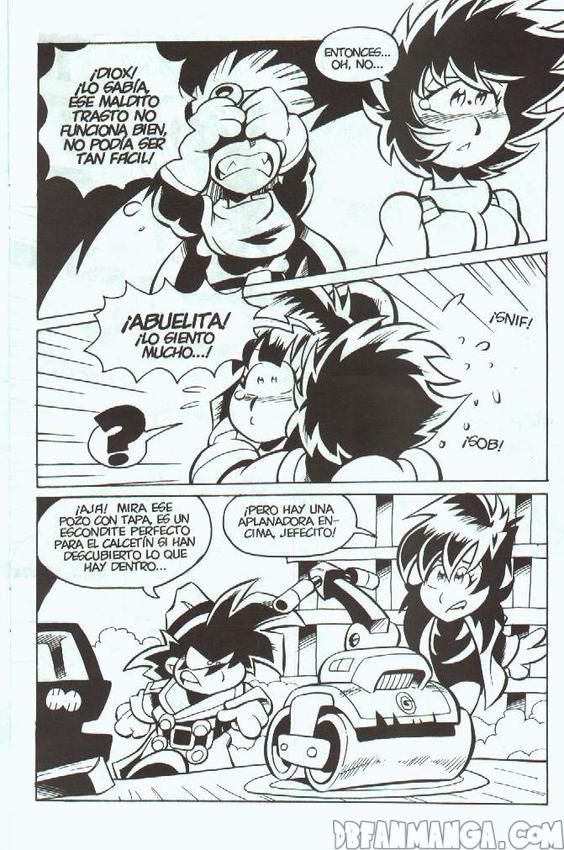 ¡DIOX!
¡LO SABÍA,
ESE MALDITO
TRASTO NO
FUNCIONA BIEN,
NO PODÍA SER
TAN FÁCIL!
ENTONCES...
OH, NO...
¡ABUELITA!
¡LO SIENTO
MUCHO...!
¡SNIF!
¡SOB!
?
¡AJÁ! MIRA ESE
POZO CON TAPA, ES UN
ESCONDITE PERFECTO
PARA EL CALCETÍN SI HAN
DESCUBIERTO LO QUE
HAY DENTRO...
¡PERO HAY UNA
APLANADORA EN-
CIMA, JEFECITO!
DBFANMANGA.COM